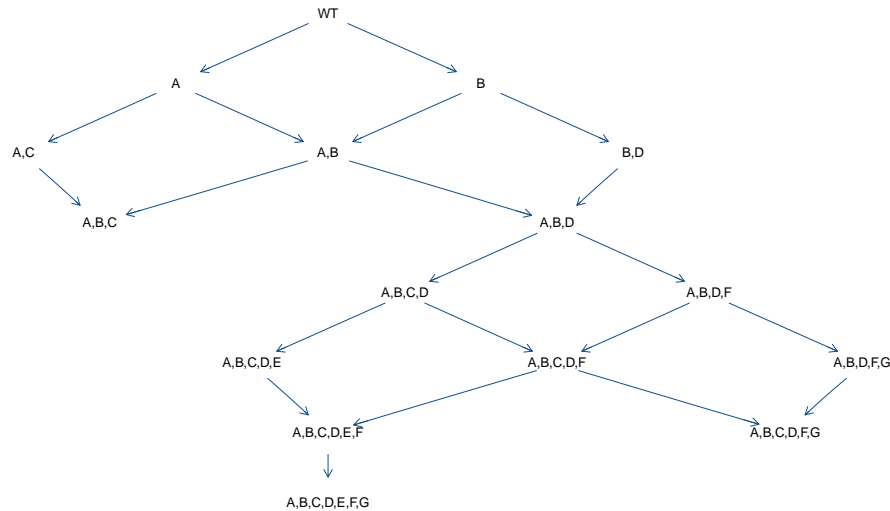 WT
A
B
A,C
A,B
B,D
A,B,C
A,B,D
A,B,C,D
A,B,D,F
A,B,C,D,E
A,B,C,D,F
A,B,D,F,G
A,B,C,D,E,F
A,B,C,D,F,G
A,B,C,D,E,F,G